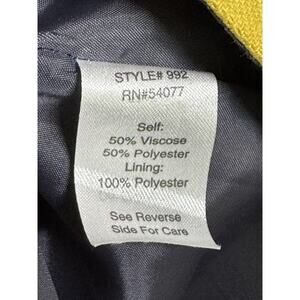 STYLE# 992
RN#54077
Self:
50% Viscose
50% Polyester
Lining:
100% Polyester
See Reverse
Side For Care